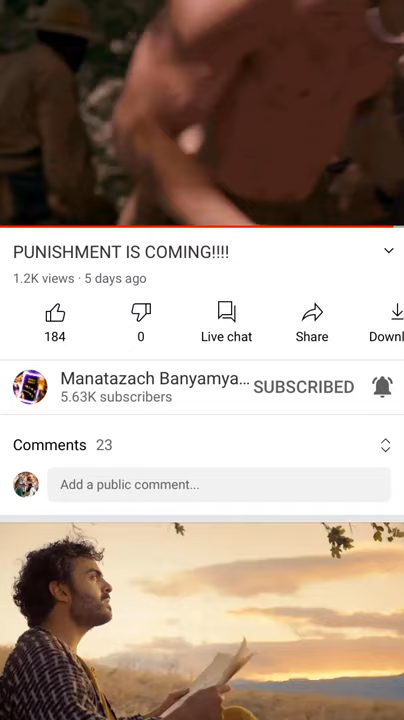 PUNISHMENT IS COMING!!!!
1.2K views · 5 days ago
184
0
Live chat
Share
Downl
Manatazach Banyamya...
SUBSCRIBED
5.63K subscribers
Comments 23
Add a public comment...